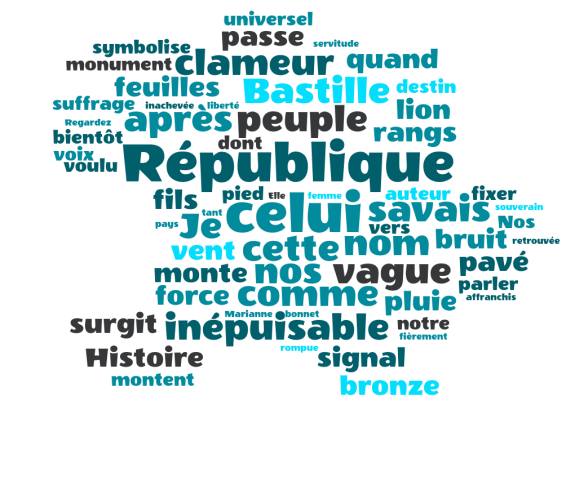 universel
passe servitude
symbolise
monument clameur quand
feuilles Bastille destin
suffrage inachevée liberté lion
Regardez après peuple rangs
bientôt dont
voix
voulu République
fils pied Elle femme auteur fixer
tant celui savais souverain
pays Je vers Nos
vent cette nom bruit retrouvée
monte nos vague pavé
parler
force comme pluie affranchis
surgit Marianne bonnet notre
inépuisable fièrement
Histoire rompue signal
montent bronze